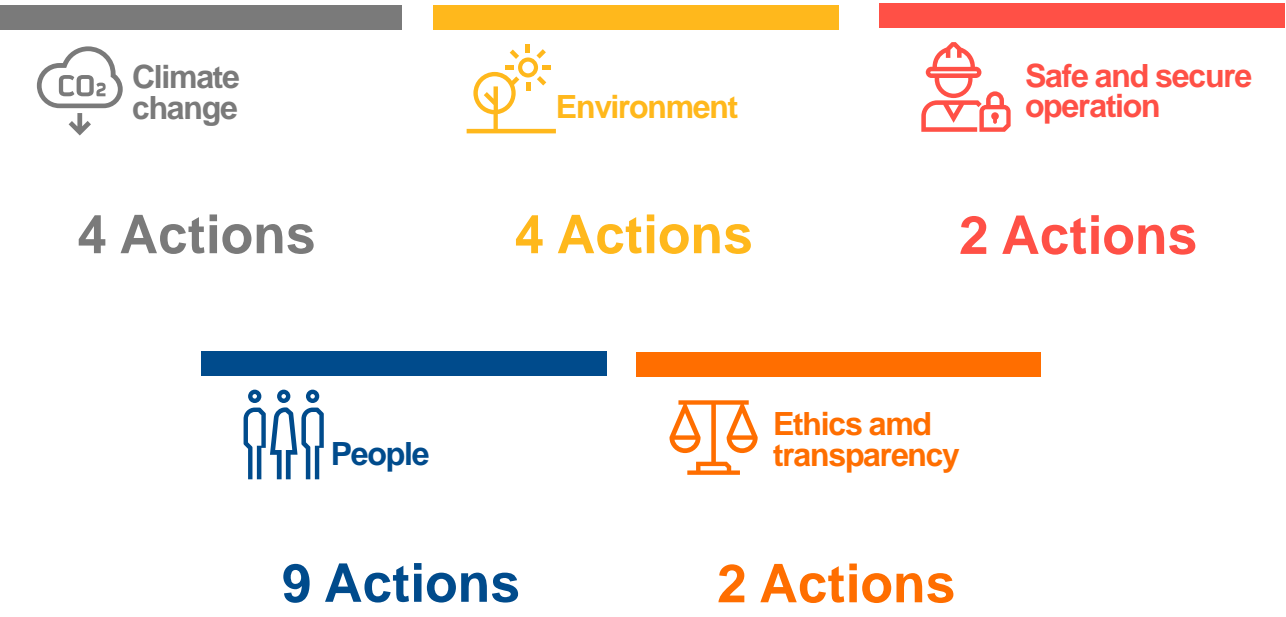 CO₂
Climate
change
Environment
Safe and secure
operation
4 Actions
4 Actions
2 Actions
People
Ethics amd
transparency
9 Actions
2 Actions